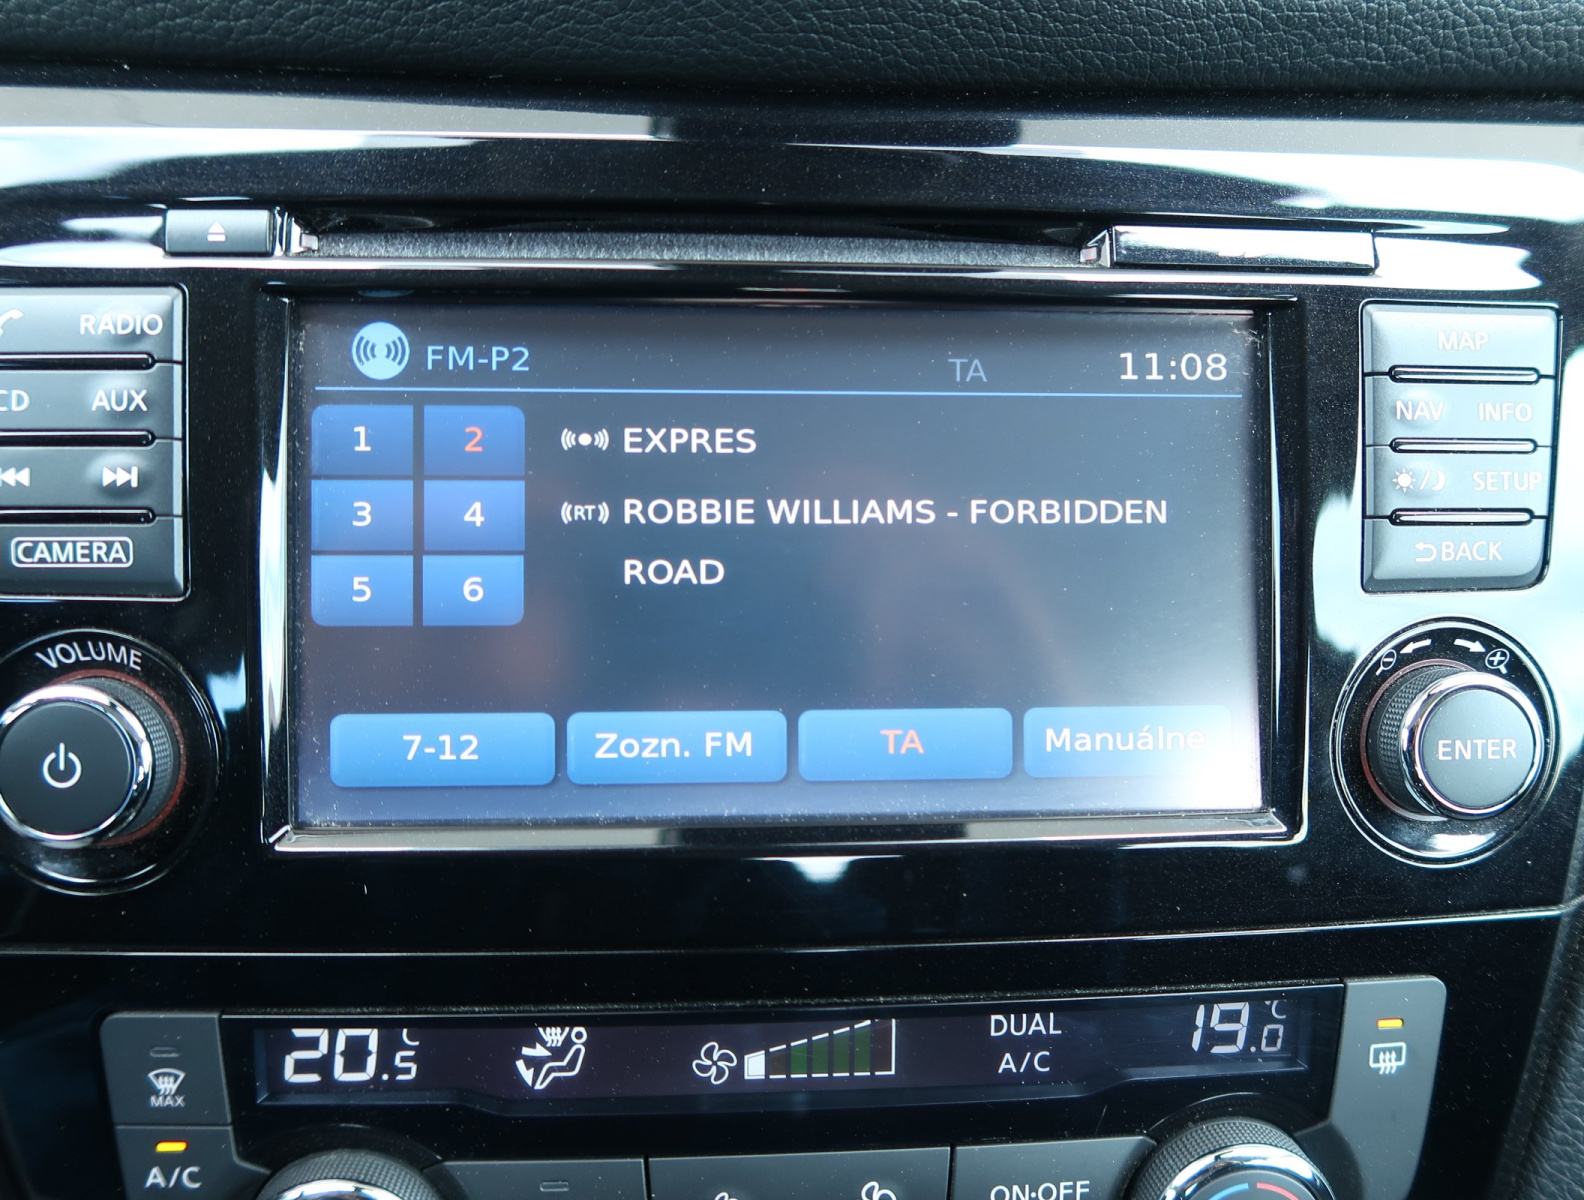 RADIO
CD AUX
CAMERA
VOLUME
FM-P2 TA 11:08
1 2 EXPRES
3 4 RT ROBBIE WILLIAMS - FORBIDDEN
ROAD
5 6
7-12 Zozn. FM TA Manuálne
MAP
NAV INFO
SETUP
BACK
ENTER
20.5 °C DUAL 19.0 °C
A/C
MAX
A/C
ON·OFF